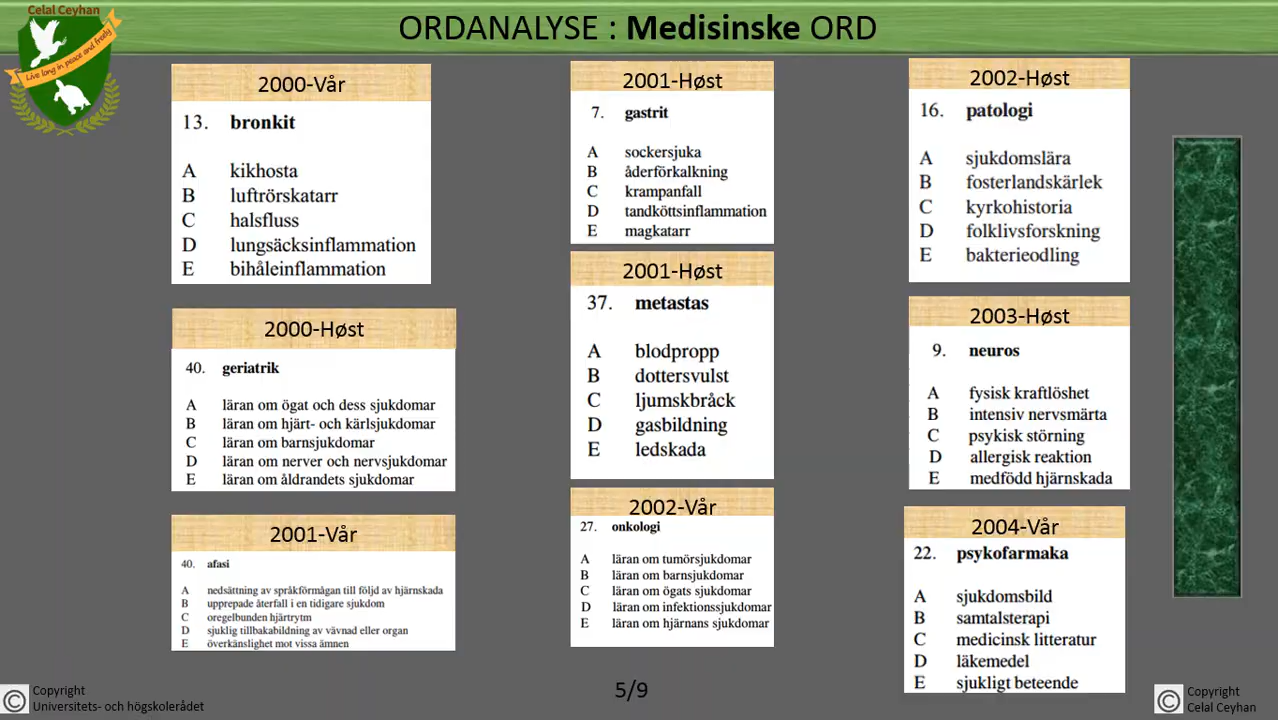 Celal Ceyhan
Live long in peace and freely
ORDANALYSE : Medisinske ORD
2000-Vår
13. bronkit
A kikhosta
B luftrörskatarr
C halsfluss
D lungsäcksinflammation
E bihåleinflammation
2000-Høst
40. geriatrik
A läran om ögat och dess sjukdomar
B läran om hjärt- och kärlsjukdomar
C läran om barnsjukdomar
D läran om nerver och nervsjukdomar
E läran om åldrandets sjukdomar
2001-Vår
40. afasi
A nedsättning av språkförmågan till följd av hjärnskada
B upprepade återfall i en tidigare sjukdom
C oregelbunden hjärtrytm
D sjuklig tillbakabildning av vävnad eller organ
E överkänslighet mot vissa ämnen
2001-Høst
7. gastrit
A sockersjuka
B åderförkalkning
C krampanfall
D tandköttsinflammation
E magkatarr
2001-Høst
37. metastas
A blodpropp
B dottersvulst
C ljumskbråck
D gasbildning
E ledskada
2002-Vår
27. onkologi
A läran om tumörsjukdomar
B läran om barnsjukdomar
C läran om ögats sjukdomar
D läran om infektionssjukdomar
E läran om hjärnans sjukdomar
2002-Høst
16. patologi
A sjukdomslära
B fosterlandskärlek
C kyrkohistoria
D folklivsforskning
E bakterieodling
2003-Høst
9. neuros
A fysisk kraftlöshet
B intensiv nervsmärta
C psykisk störning
D allergisk reaktion
E medfödd hjärnskada
2004-Vår
22. psykofarmaka
A sjukdomsbild
B samtalsterapi
C medicinsk litteratur
D läkemedel
E sjukligt beteende
© Copyright
Universitets- och högskolerådet
5/9
© Copyright
Celal Ceyhan